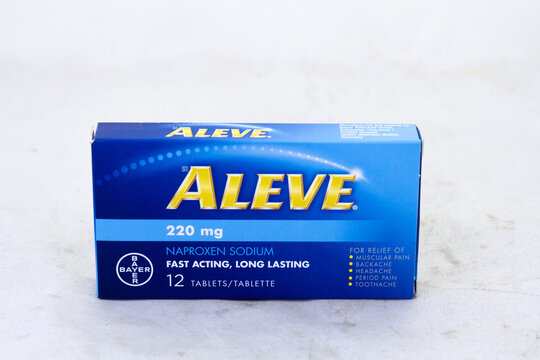 ALEVE®
ALEVE®
220 mg
NAPROXEN SODIUM
FAST ACTING, LONG LASTING
12 TABLETS/TABLETTE
BAYER
BAYER
FOR RELIEF OF
• MUSCULAR PAIN
• BACKACHE
• HEADACHE
• PERIOD PAIN
• TOOTHACHE